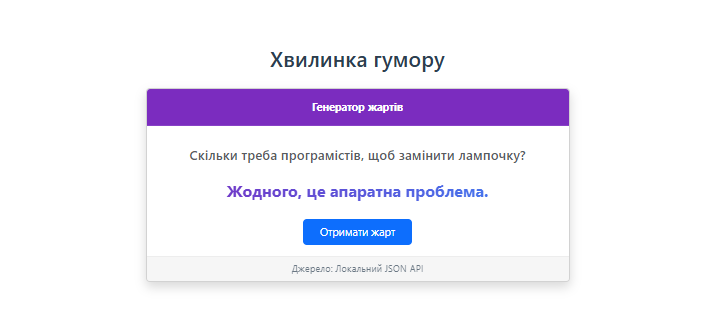 Хвилинка гумору
Генератор жартів
Скільки треба програмістів, щоб замінити лампочку?
Жодного, це апаратна проблема.
Отримати жарт
Джерело: Локальний JSON API